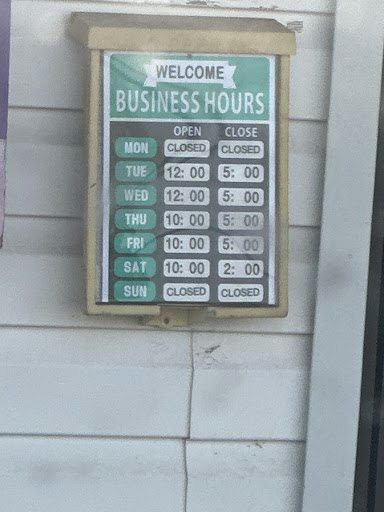 WELCOME
BUSINESS HOURS
OPEN CLOSE
MON CLOSED CLOSED
TUE 12: 00 5: 00
WED 12: 00 5: 00
THU 10: 00 5: 00
FRI 10: 00 5: 00
SAT 10: 00 2: 00
SUN CLOSED CLOSED